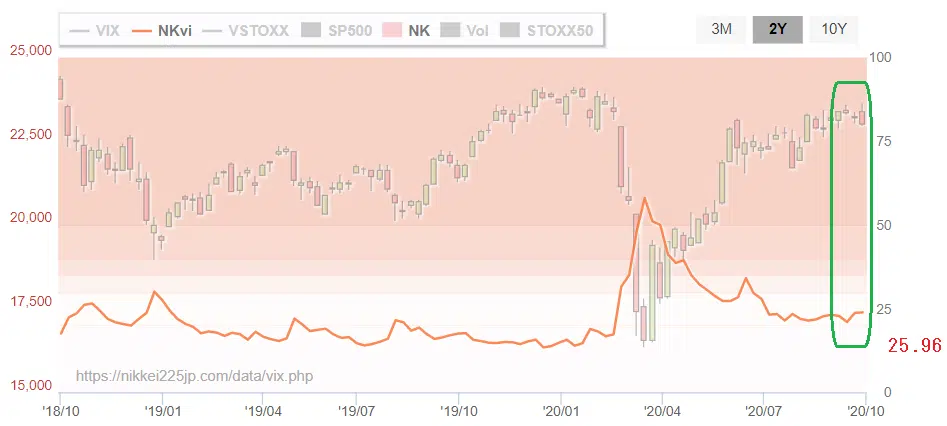 VIX NKvi VSTOXX SP500 NK Vol STOXX50 3M 2Y 10Y
25,000 100
22,500 75
20,000 50
17,500 25
25.96
https://nikkei225jp.com/data/vix.php
15,000 0
'18/10 '19/01 '19/04 '19/07 '19/10 '20/01 '20/04 '20/07 '20/10